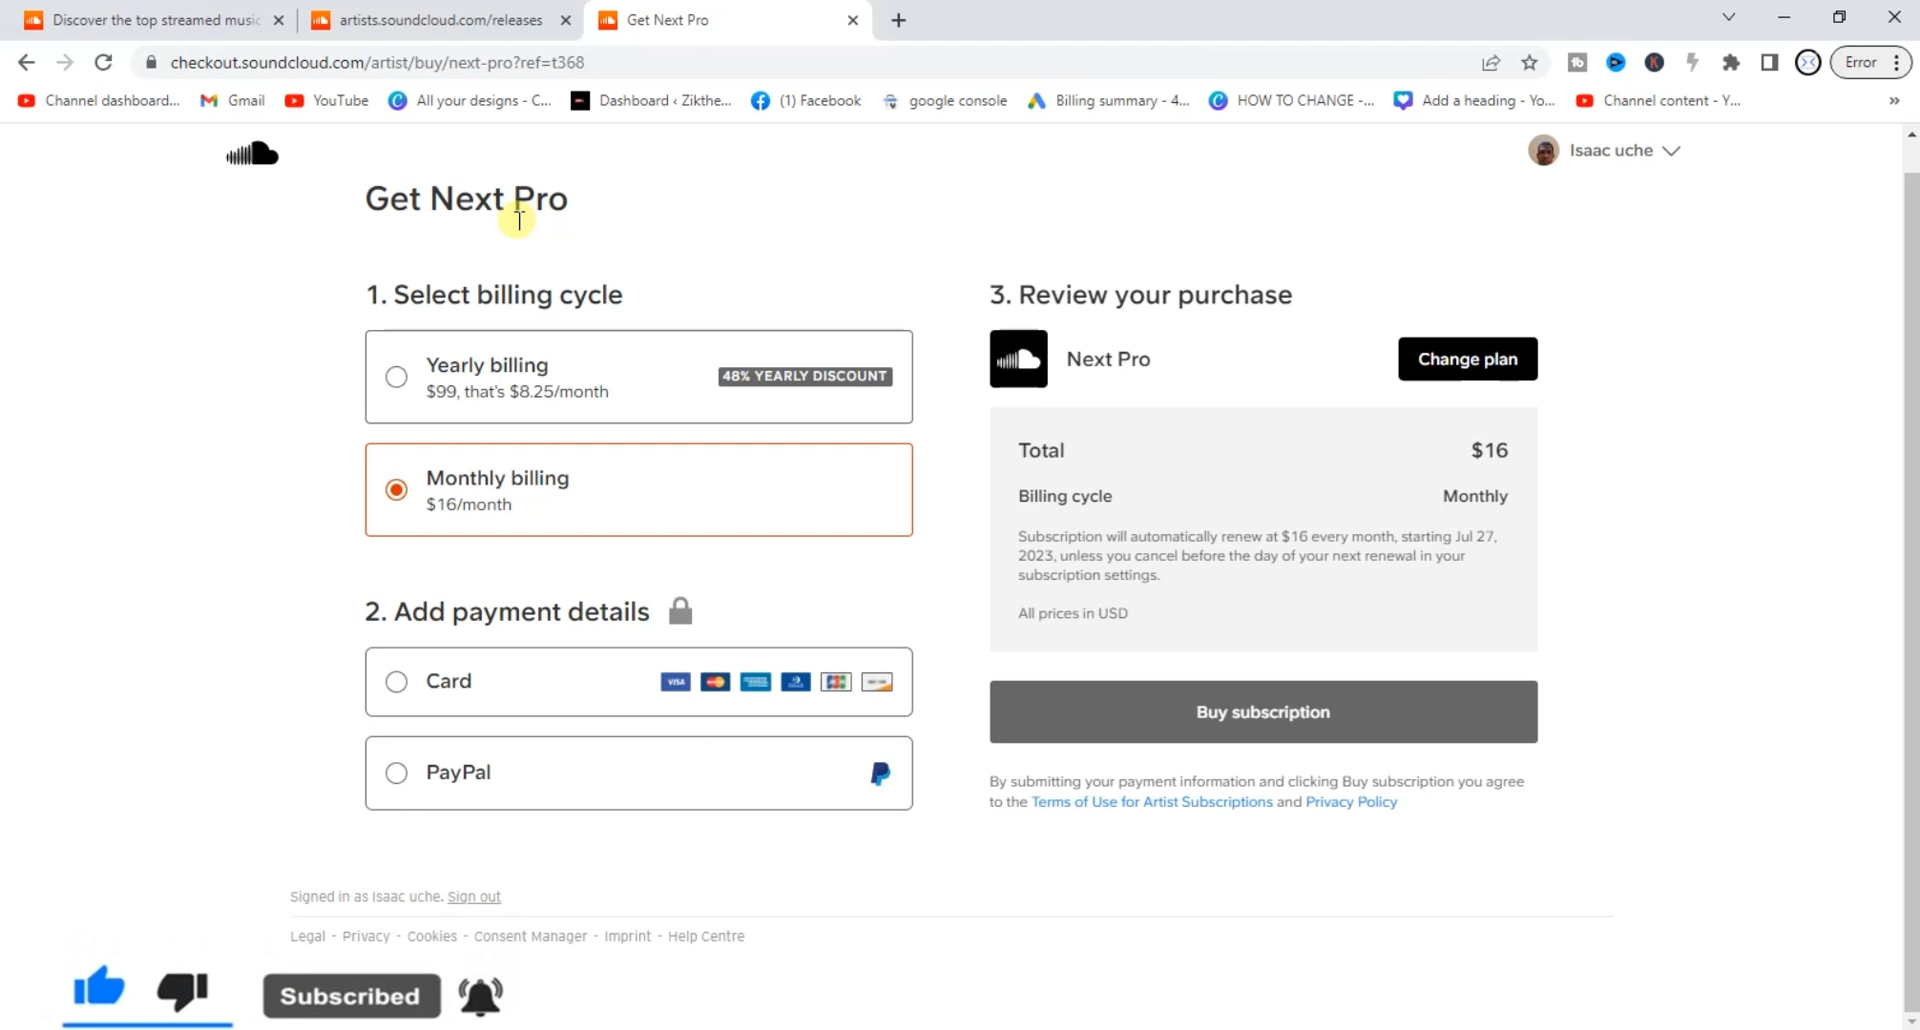 Discover the top streamed music
artists.soundcloud.com/releases
Get Next Pro
checkout.soundcloud.com/artist/buy/next-pro?ref=t368
Error
Channel dashboard...
Gmail
YouTube
All your designs - C...
Dashboard ‹ Zikthe...
(1) Facebook
google console
Billing summary - 4...
HOW TO CHANGE -...
Add a heading - Yo...
Channel content - Y...
»
Isaac uche
Get Next Pro
1. Select billing cycle
Yearly billing
$99, that's $8.25/month
48% YEARLY DISCOUNT
Monthly billing
$16/month
2. Add payment details
Card
VISA
PayPal
3. Review your purchase
Next Pro
Change plan
Total $16
Billing cycle Monthly
Subscription will automatically renew at $16 every month, starting Jul 27,
2023, unless you cancel before the day of your next renewal in your
subscription settings.
All prices in USD
Buy subscription
By submitting your payment information and clicking Buy subscription you agree
to the Terms of Use for Artist Subscriptions and Privacy Policy
Signed in as Isaac uche. Sign out
Legal - Privacy - Cookies - Consent Manager - Imprint - Help Centre
Subscribed